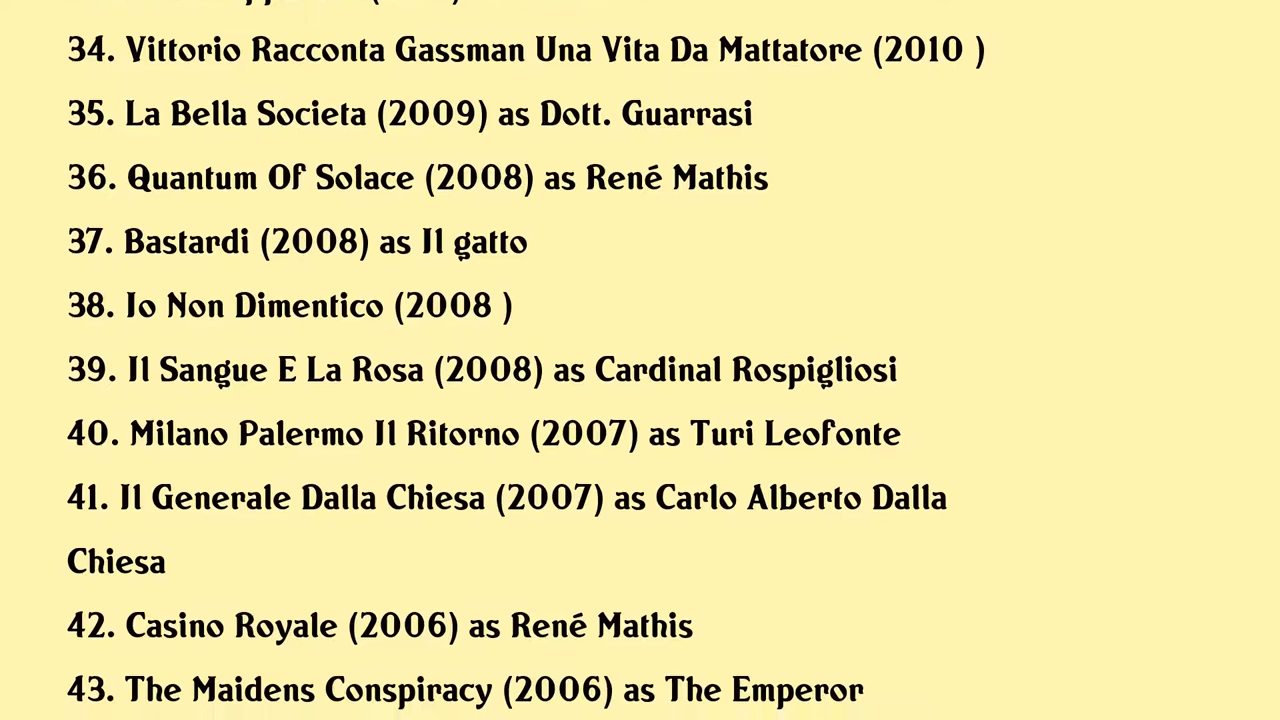 34. Vittorio Racconta Gassman Una Vita Da Mattatore (2010 )
35. La Bella Societa (2009) as Dott. Guarrasi
36. Quantum Of Solace (2008) as René Mathis
37. Bastardi (2008) as Il gatto
38. Io Non Dimentico (2008 )
39. Il Sangue E La Rosa (2008) as Cardinal Rospigliosi
40. Milano Palermo Il Ritorno (2007) as Turi Leofonte
41. Il Generale Dalla Chiesa (2007) as Carlo Alberto Dalla
Chiesa
42. Casino Royale (2006) as René Mathis
43. The Maidens Conspiracy (2006) as The Emperor